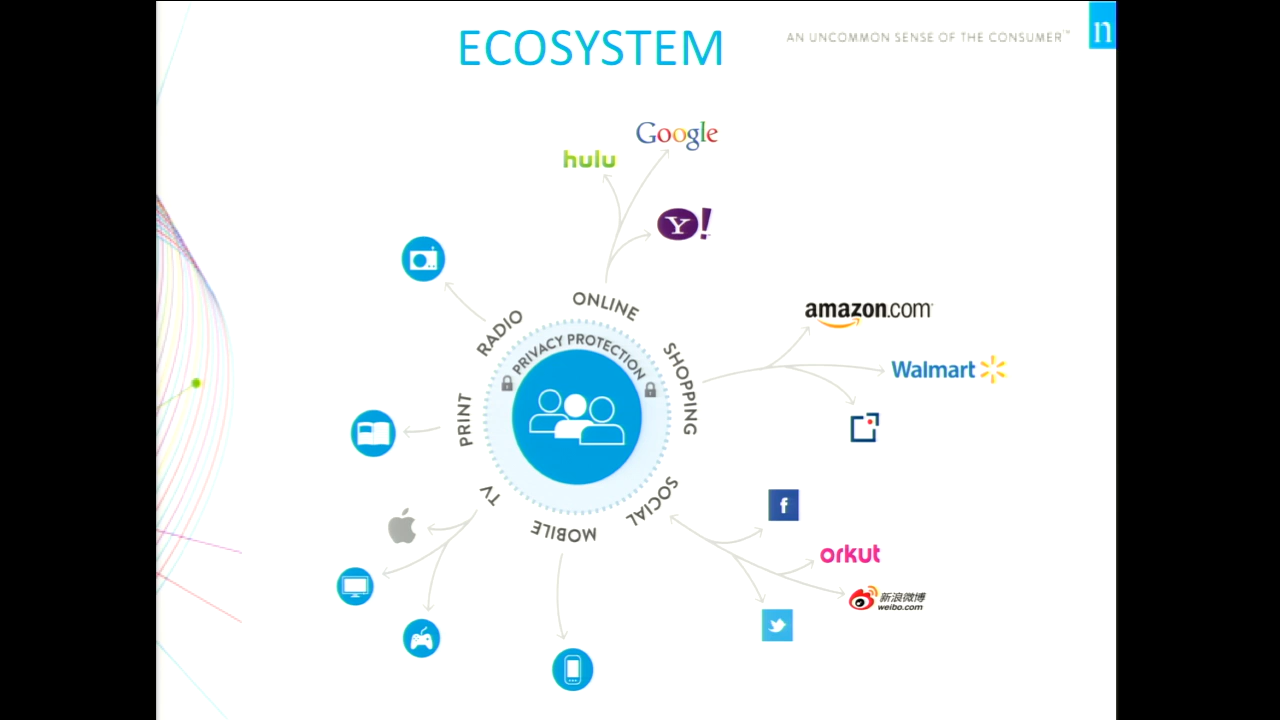 ECOSYSTEM
AN UNCOMMON SENSE OF THE CONSUMER™
n
Google
hulu
Y!
ONLINE
RADIO
PRIVACY PROTECTION
SHOPPING
amazon.com
Walmart
PRINT
TV
SOCIAL
MOBILE
f
orkut
新浪微博
weibo.com